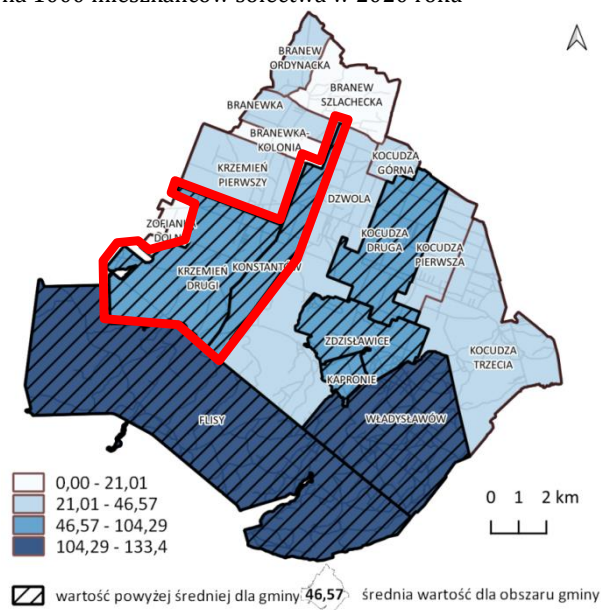 na 1000 mieszkańców sołectwa w 2020 roku
BRANEW
ORDYNACKA
BRANEW
SZLACHECKA
BRANEWKA
BRANEWKA-
KOLONIA
KRZEMIEŃ
PIERWSZY
KOCUDZA
GÓRNA
DZWOLA
ZOFIANKA
DOLNA
KOCUDZA
DRUGA
KOCUDZA
PIERWSZA
KRZEMIEŃ
DRUGI
KONSTANTÓW
ZDZISŁAWICE
KOCUDZA
TRZECIA
KAPRONIE
FLISY
WŁADYSŁAWÓW
0,00 - 21,01
21,01 - 46,57
46,57 - 104,29
104,29 - 133,4
0 1 2 km
wartość powyżej średniej dla gminy
46,57
średnia wartość dla obszaru gminy